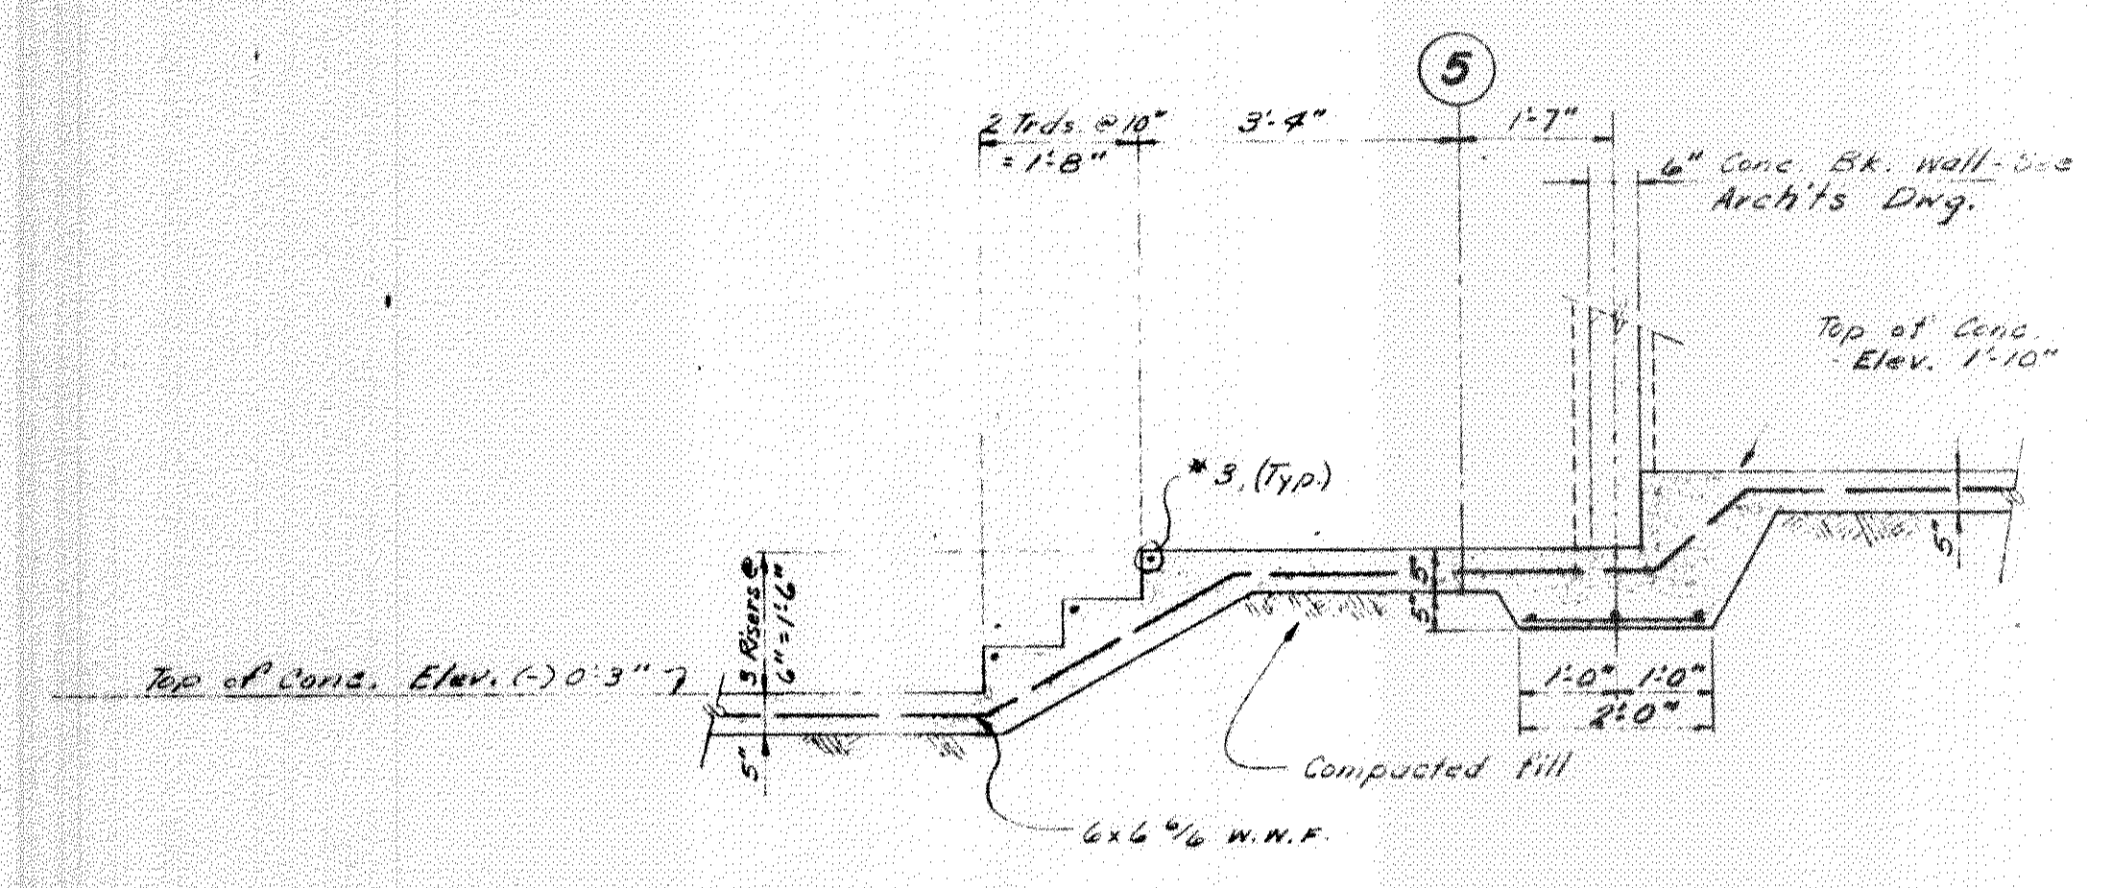 5
2 Trds. @ 10"
= 1'-8"
3'-4"
1'-7"
6" Conc. Bk. Wall - See
Arch'ts Dwg.
Top of Conc.
Elev. 1'-10"
* 3, (Typ.)
3 Risers @
6" = 1'-6"
5"
5"
5"
Top of Conc. Elev. (-) 0'-3"
5"
1'-0" 1'-0"
2'-0"
Compacted fill
6x6 6/6 W.W.F.